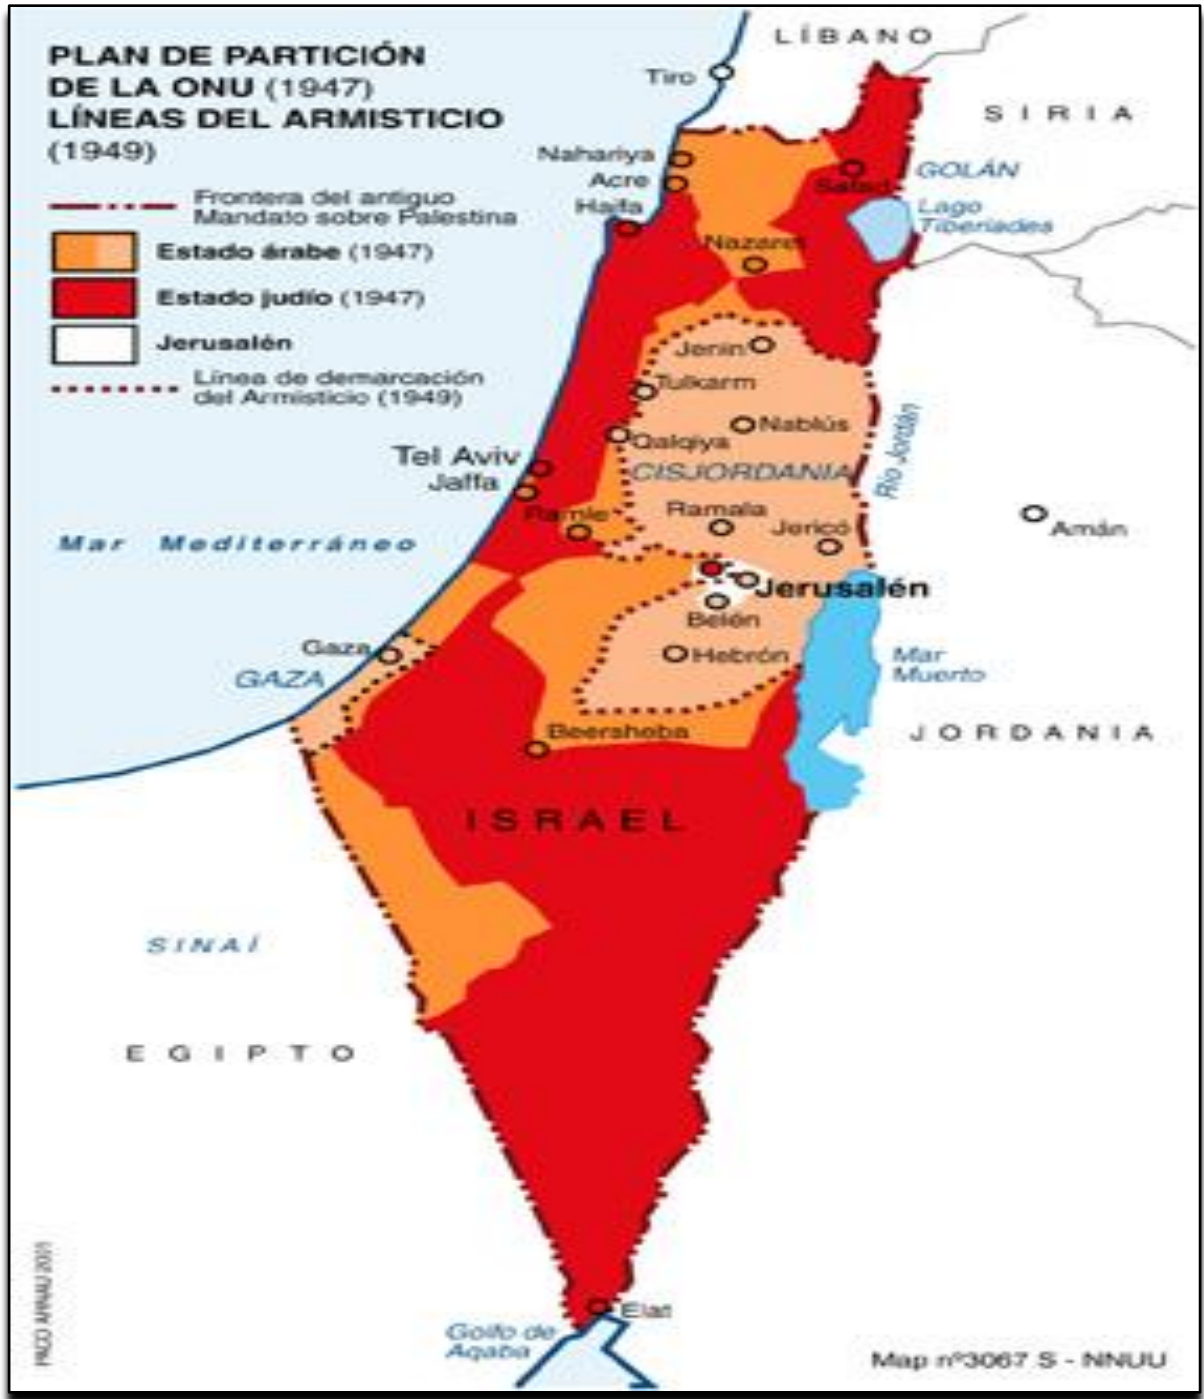 PLAN DE PARTICIÓN
DE LA ONU (1947)
LÍNEAS DEL ARMISTICIO
(1949)
Frontera del antiguo
Mandato sobre Palestina
Estado árabe (1947)
Estado judío (1947)
Jerusalén
Línea de demarcación
del Armisticio (1949)
LÍBANO
Tiro
SIRIA
Nahariya
Acre
Haifa
Safad
GOLÁN
Lago
Tiberiades
Nazaret
Jenin
Tulkarm
Nablús
Qalqiya
CISJORDANIA
Río Jordán
Tel Aviv
Jaffa
Ramle
Ramala
Jericó
Amán
Mar Mediterráneo
Jerusalén
Belén
Hebrón
Gaza
GAZA
Mar
Muerto
JORDANIA
Beersheba
ISRAEL
SINAÍ
EGIPTO
Elat
Golfo de
Aqaba
Map nº3067 S - NNUU